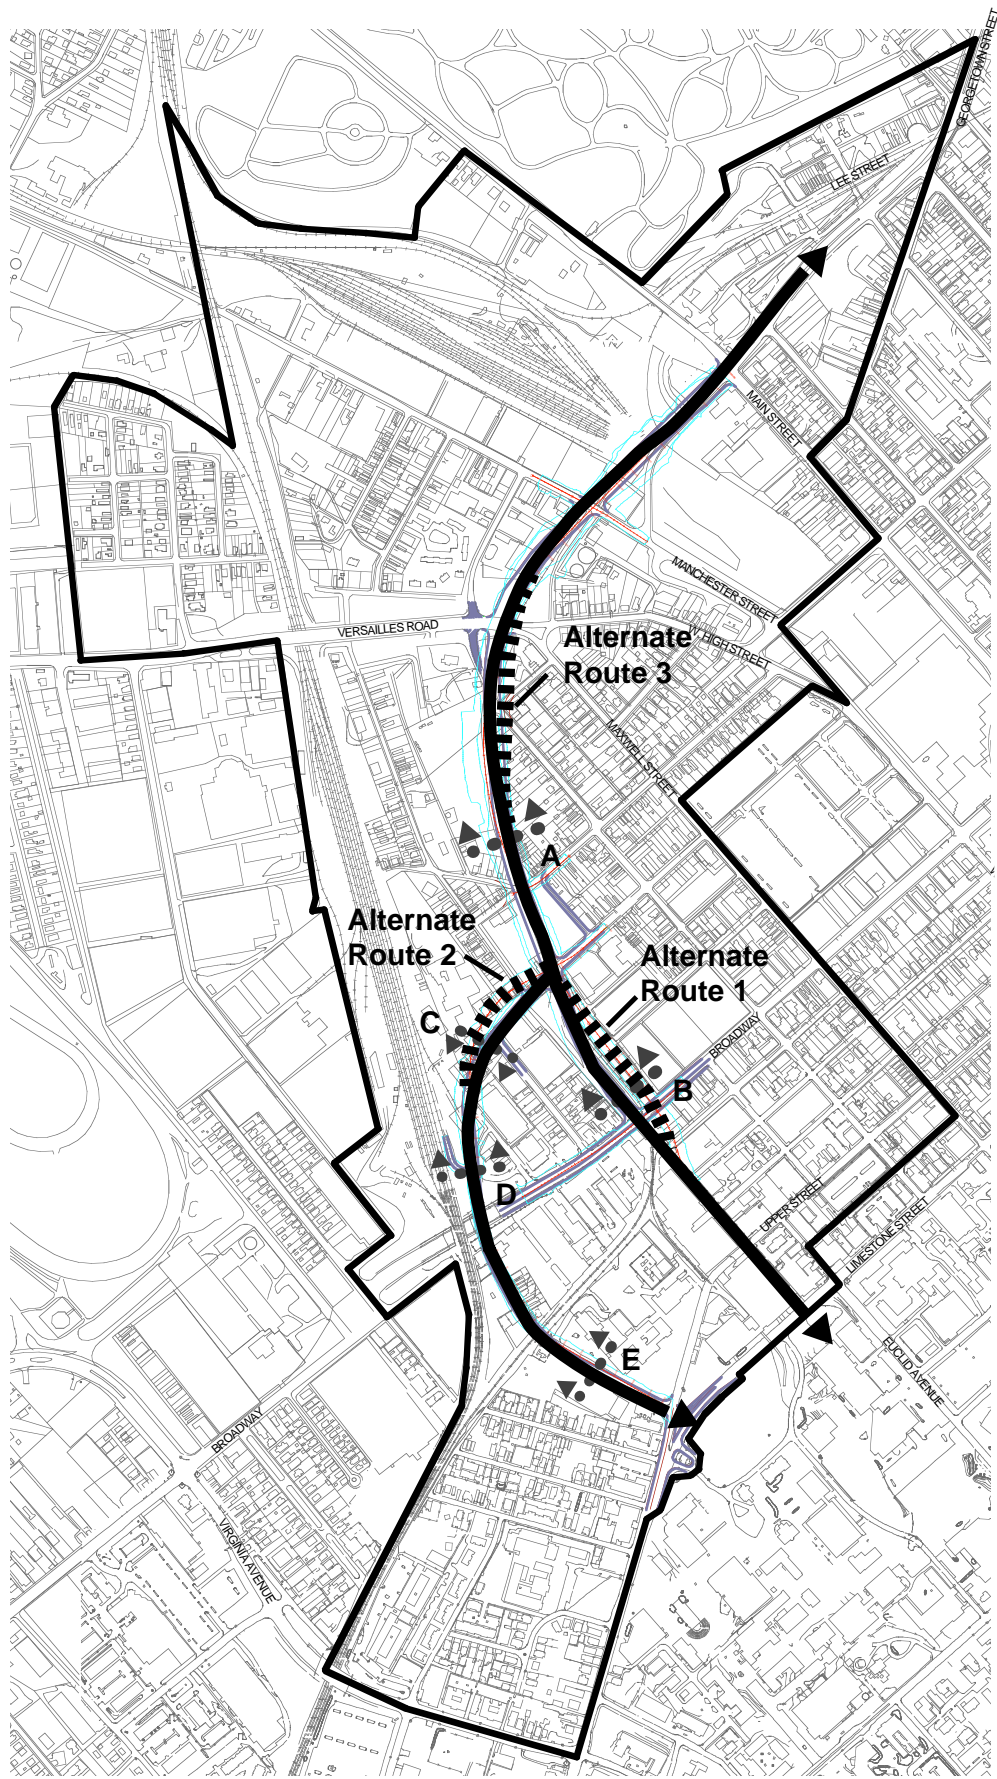 GEORGETOWN STREET
LEE STREET
MAIN STREET
MANCHESTER STREET
VERSAILLES ROAD
W. HIGH STREET
Alternate
Route 3
MAXWELL STREET
A
Alternate
Route 2
Alternate
Route 1
C
BROADWAY
B
D
UPPER STREET
LIMESTONE STREET
E
EUCLID AVENUE
BROADWAY
VIRGINIA AVENUE